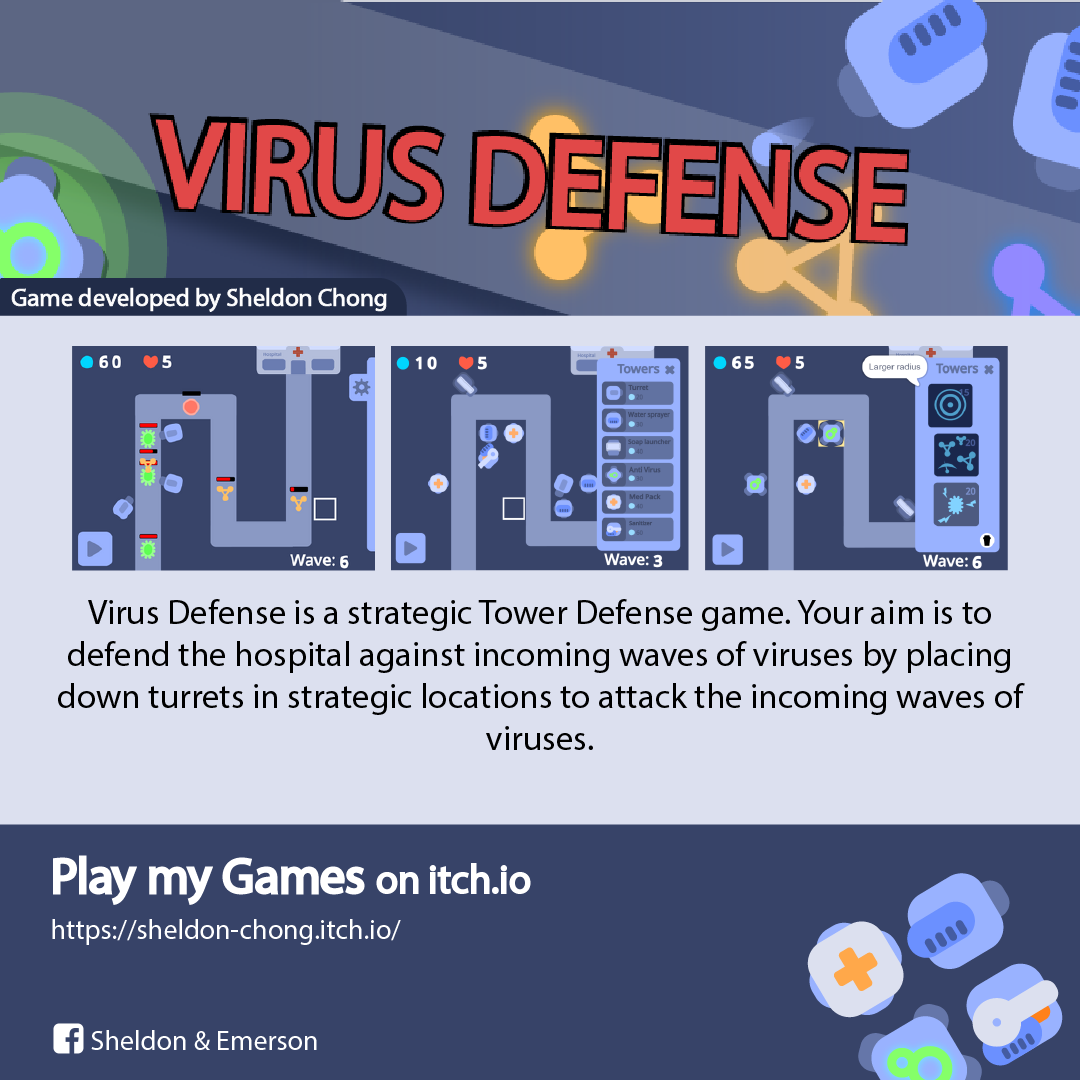 VIRUS DEFENSE
Game developed by Sheldon Chong
60 5
Hospital
Wave: 6
10 5
Hospital
Towers
Turret
Water sprayer
Soap launcher
Anti Virus
Med Pack
Sanitizer
Wave: 3
65 5
Larger radius
Towers
20
20
Wave: 6
Virus Defense is a strategic Tower Defense game. Your aim is to
defend the hospital against incoming waves of viruses by placing
down turrets in strategic locations to attack the incoming waves of
viruses.
Play my Games on itch.io
https://sheldon-chong.itch.io/
Sheldon & Emerson